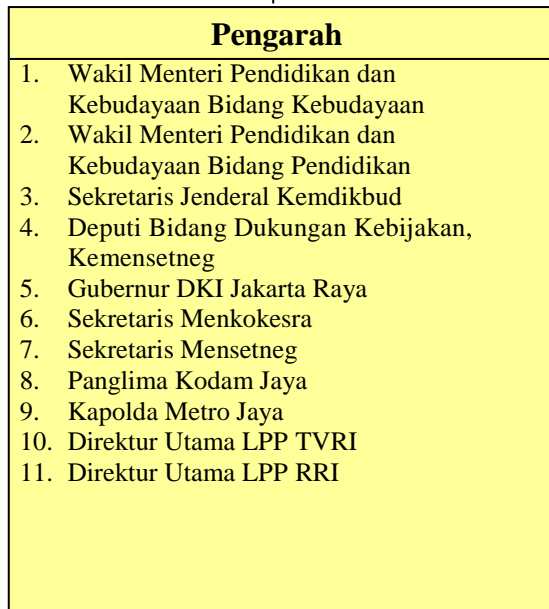 Pengarah
1. Wakil Menteri Pendidikan dan
Kebudayaan Bidang Kebudayaan
2. Wakil Menteri Pendidikan dan
Kebudayaan Bidang Pendidikan
3. Sekretaris Jenderal Kemdikbud
4. Deputi Bidang Dukungan Kebijakan,
Kemensetneg
5. Gubernur DKI Jakarta Raya
6. Sekretaris Menkokesra
7. Sekretaris Mensetneg
8. Panglima Kodam Jaya
9. Kapolda Metro Jaya
10. Direktur Utama LPP TVRI
11. Direktur Utama LPP RRI